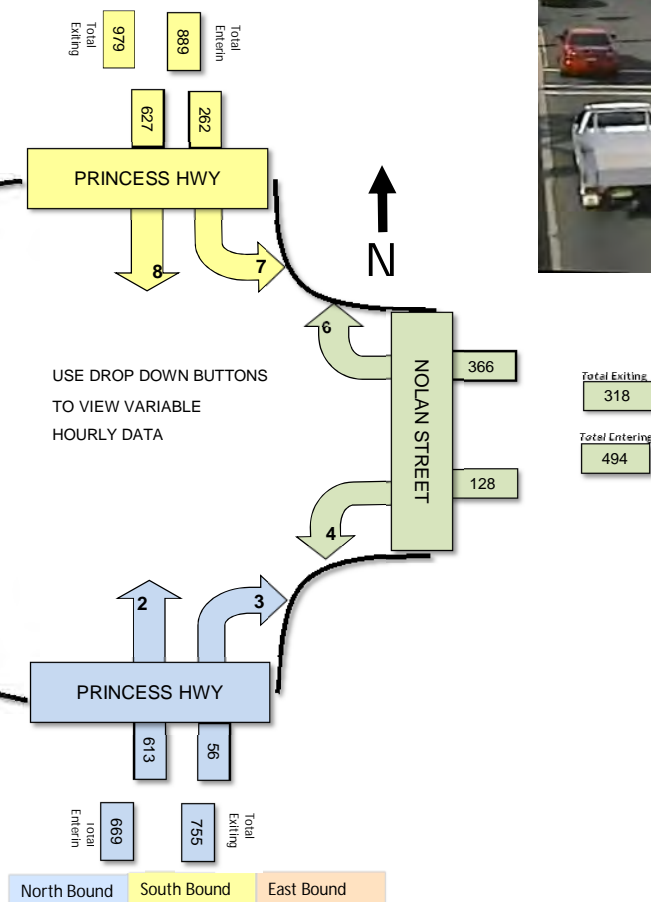 Total
Exiting
979
889
Total
Enterin
627
262
PRINCESS HWY
8
7
N
6
366
NOLAN STREET
128
4
Total Exiting
318
Total Entering
494
USE DROP DOWN BUTTONS
TO VIEW VARIABLE
HOURLY DATA
2
3
PRINCESS HWY
613
56
Total
Enterin
669
755
Total
Exiting
North Bound
South Bound
East Bound